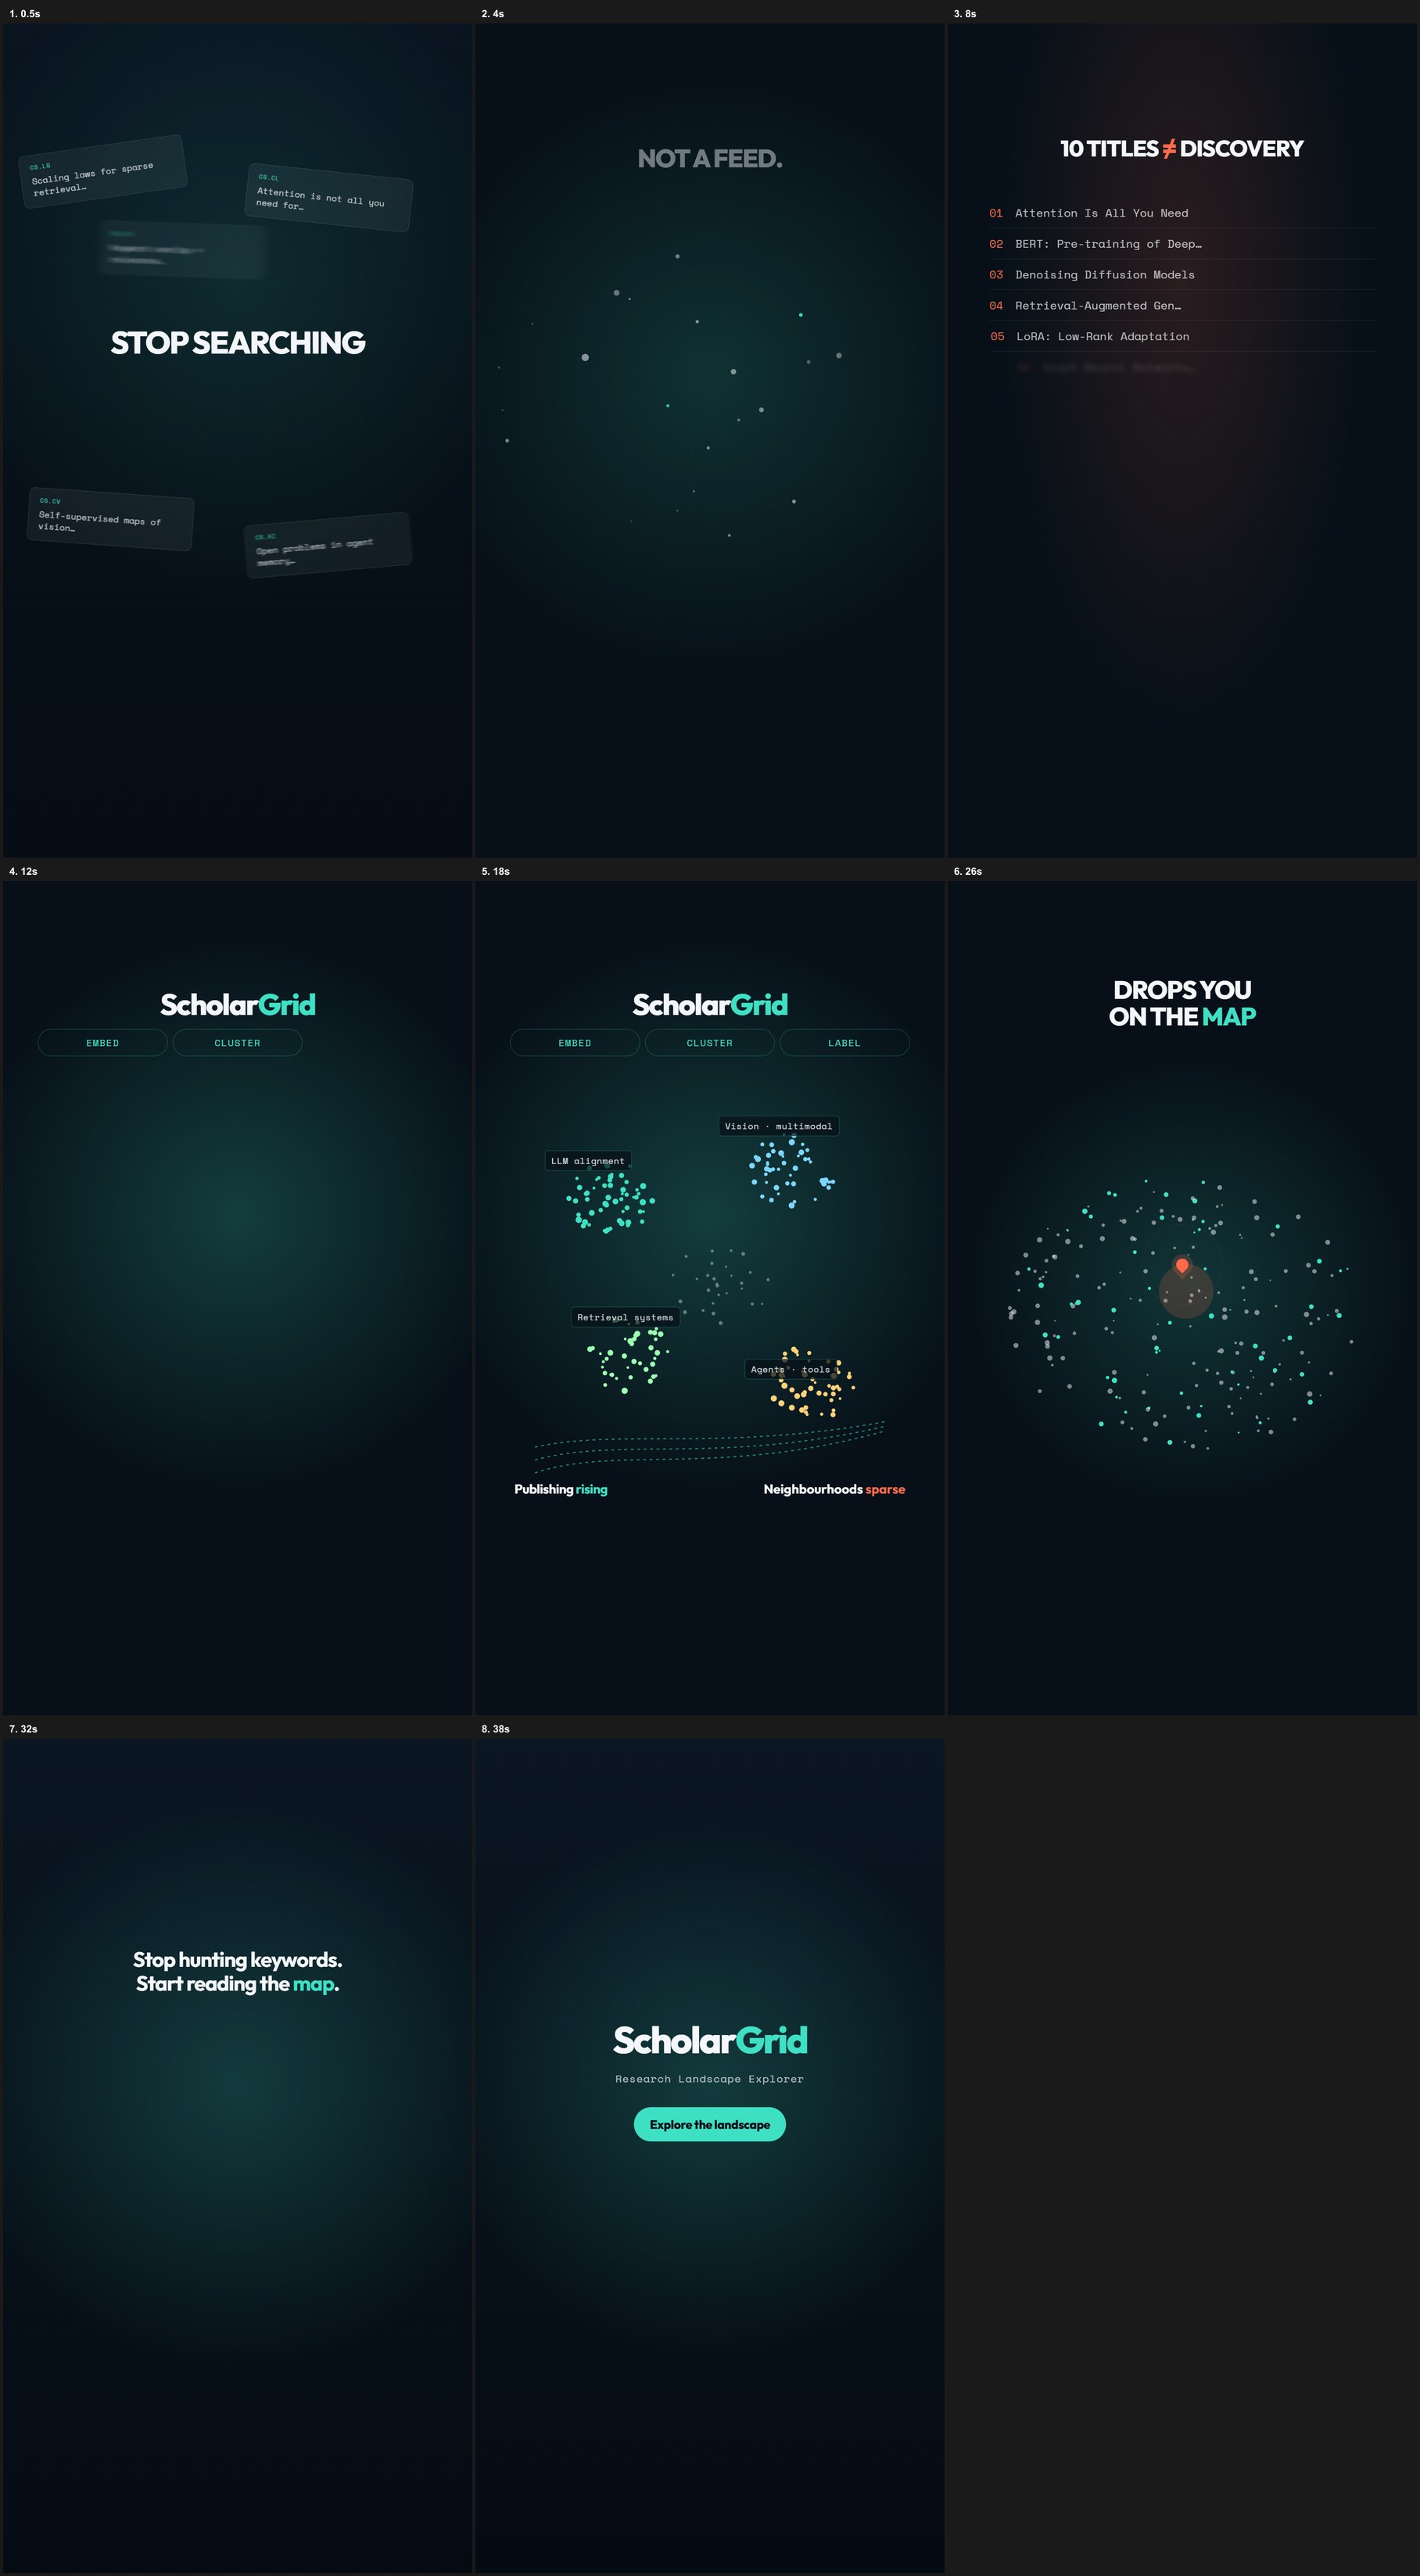 1. 0.5s
CS.LG
Scaling laws for sparse
retrieval…
CS.CL
Attention is not all you
need for…
STOP SEARCHING
CS.CV
Self-supervised maps of
vision…
Open problems in agent
memory…
2. 4s
NOT A FEED.
3. 8s
10 TITLES ≠ DISCOVERY
01 Attention Is All You Need
02 BERT: Pre-training of Deep…
03 Denoising Diffusion Models
04 Retrieval-Augmented Gen…
05 LoRA: Low-Rank Adaptation
4. 12s
ScholarGrid
EMBED
CLUSTER
5. 18s
ScholarGrid
EMBED
CLUSTER
LABEL
Vision · multimodal
LLM alignment
Retrieval systems
Agents · tools
Publishing rising
Neighbourhoods sparse
6. 26s
DROPS YOU
ON THE MAP
7. 32s
Stop hunting keywords.
Start reading the map.
8. 38s
ScholarGrid
Research Landscape Explorer
Explore the landscape